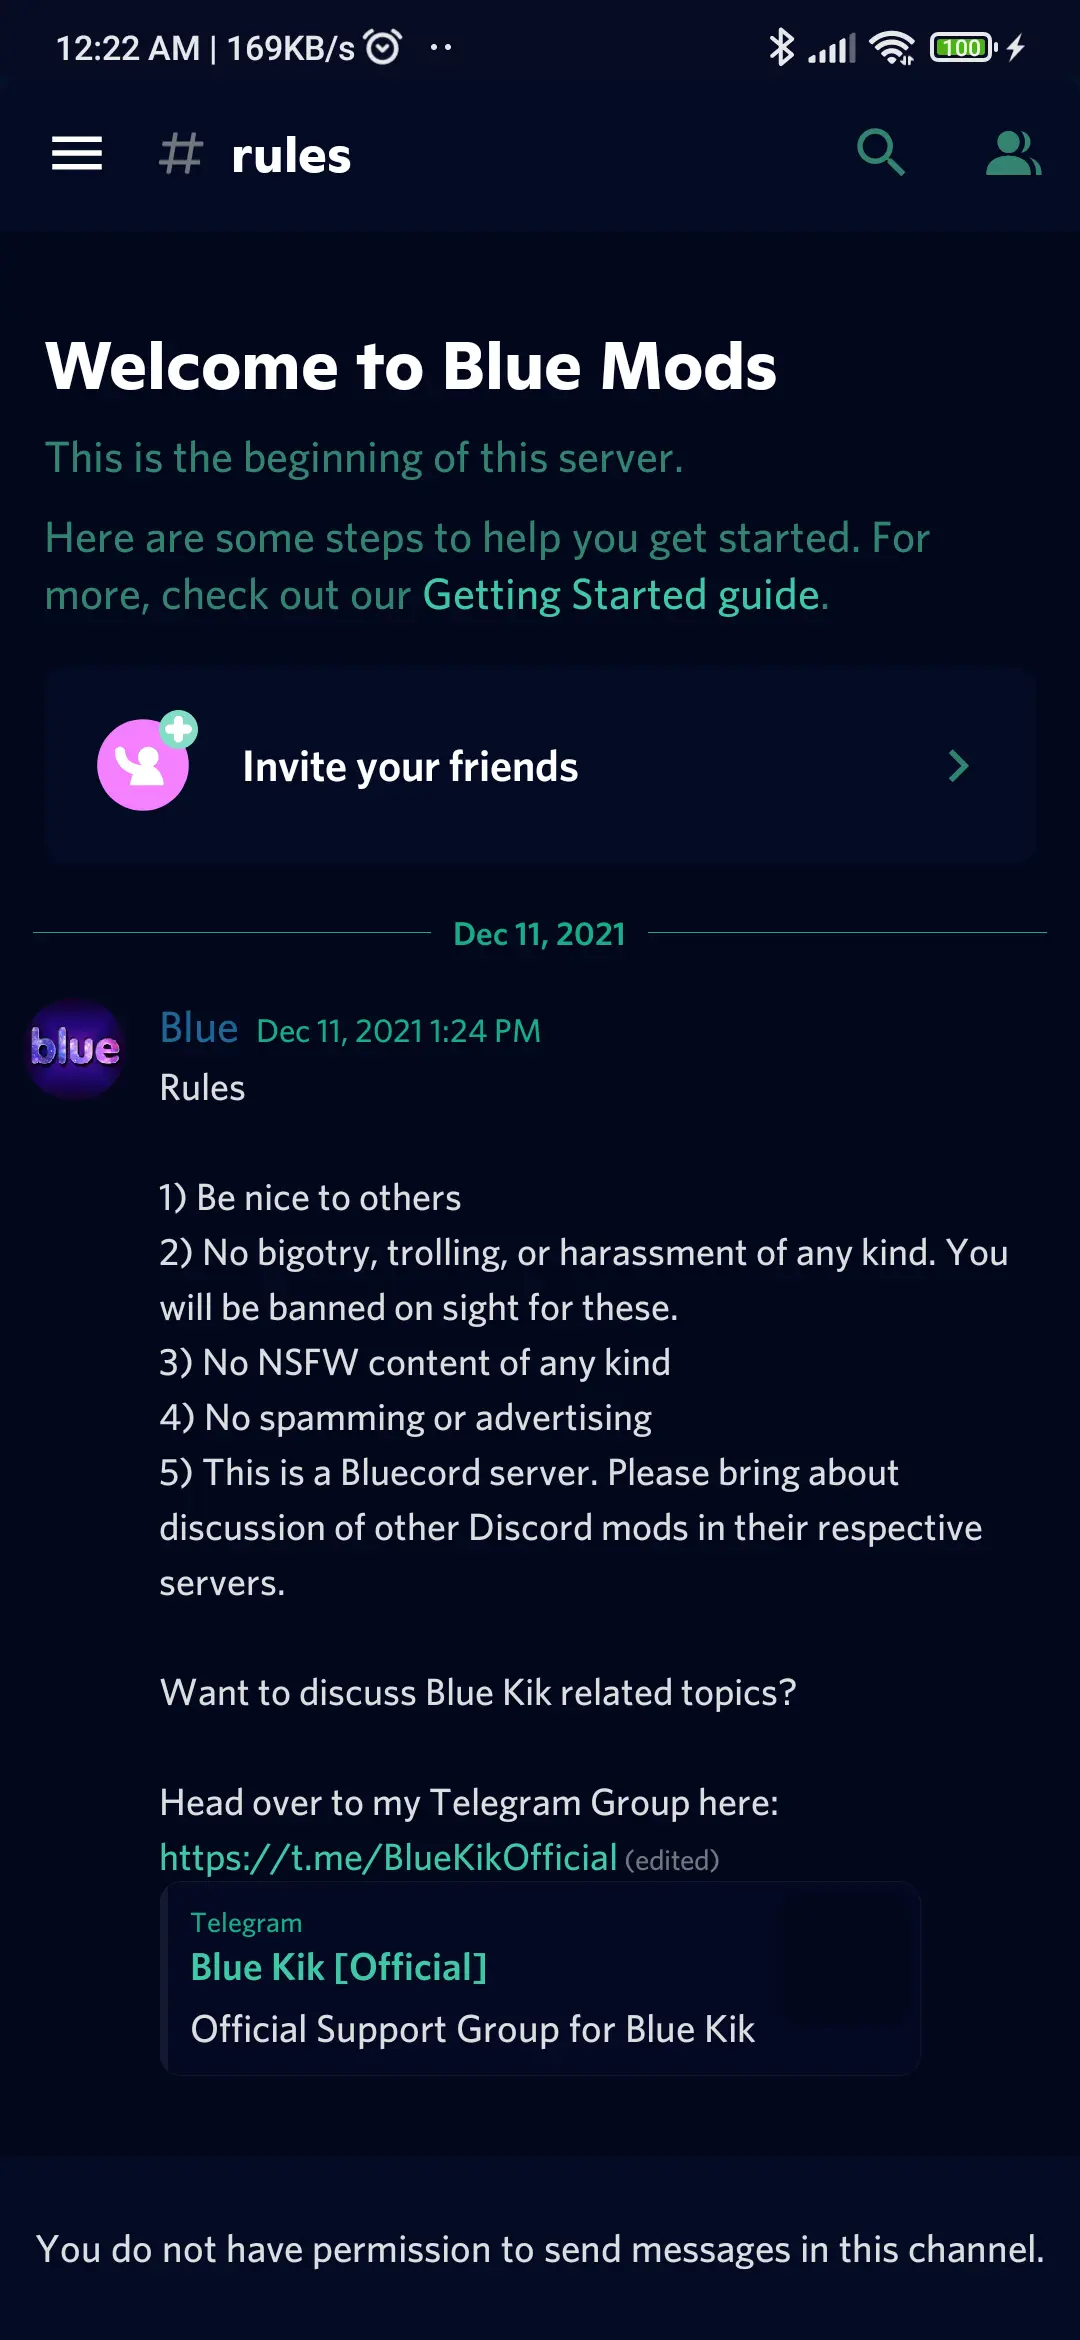 12:22 AM | 169KB/s
100
# rules
Welcome to Blue Mods
This is the beginning of this server.
Here are some steps to help you get started. For
more, check out our Getting Started guide.
Invite your friends
Dec 11, 2021
blue
Blue Dec 11, 2021 1:24 PM
Rules
1) Be nice to others
2) No bigotry, trolling, or harassment of any kind. You
will be banned on sight for these.
3) No NSFW content of any kind
4) No spamming or advertising
5) This is a Bluecord server. Please bring about
discussion of other Discord mods in their respective
servers.
Want to discuss Blue Kik related topics?
Head over to my Telegram Group here:
https://t.me/BlueKikOfficial (edited)
Telegram
Blue Kik [Official]
Official Support Group for Blue Kik
You do not have permission to send messages in this channel.